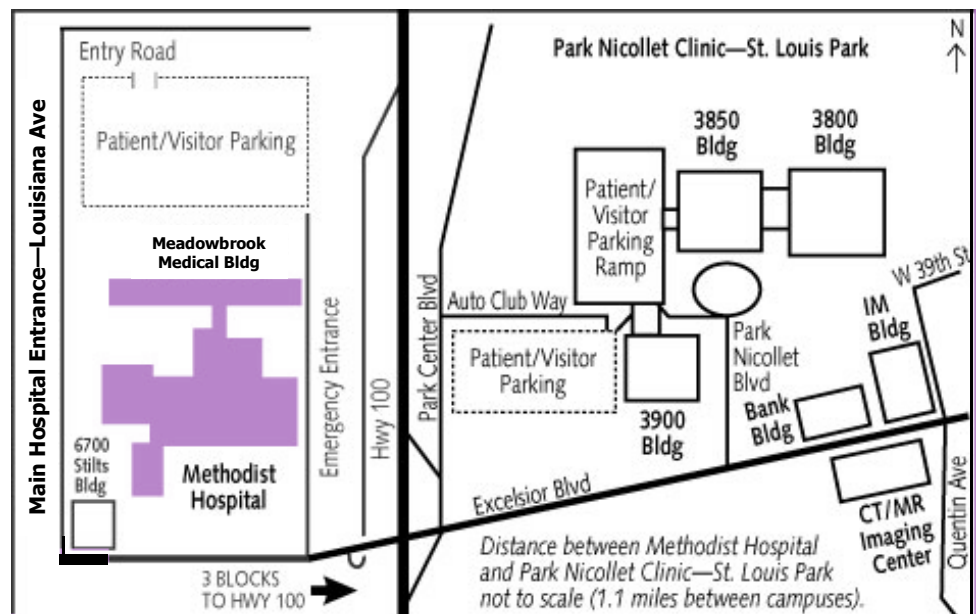 Main Hospital Entrance—Louisiana Ave
Entry Road
Patient/Visitor Parking
Meadowbrook
Medical Bldg
6700
Stilts
Bldg
Methodist
Hospital
Emergency Entrance
Hwy 100
3 BLOCKS
TO HWY 100
Park Center Blvd
Park Nicollet Clinic—St. Louis Park
N
3850
Bldg
3800
Bldg
Patient/
Visitor
Parking
Ramp
Auto Club Way
Patient/Visitor
Parking
3900
Bldg
Park
Nicollet
Blvd
W 39th St
IM
Bldg
Bank
Bldg
Excelsior Blvd
CT/MR
Imaging
Center
Quentin Ave
Distance between Methodist Hospital
and Park Nicollet Clinic—St. Louis Park
not to scale (1.1 miles between campuses).